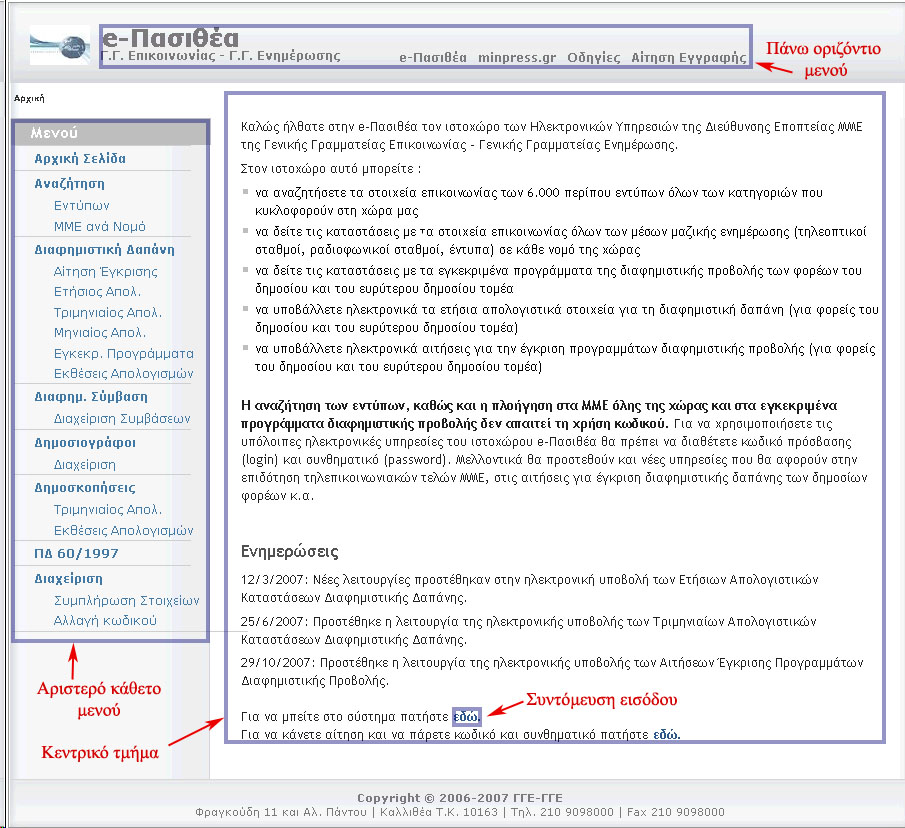 e-Πασιθέα
Γ.Γ. Επικοινωνίας - Γ.Γ. Ενημέρωσης
e-Πασιθέα minpress.gr Οδηγίες Αίτηση Εγγραφής
Πάνω οριζόντιο
μενού
Αρχική
Μενού
Αρχική Σελίδα
Αναζήτηση
Εντύπων
ΜΜΕ ανά Νομό
Διαφημιστική Δαπάνη
Αίτηση Έγκρισης
Ετήσιος Απολ.
Τριμηνιαίος Απολ.
Μηνιαίος Απολ.
Εγκεκρ. Προγράμματα
Εκθέσεις Απολογισμών
Διαφημ. Σύμβαση
Διαχείριση Συμβάσεων
Δημοσιογράφοι
Διαχείριση
Δημοσκοπήσεις
Τριμηνιαίος Απολ.
Εκθέσεις Απολογισμών
ΠΔ 60/1997
Διαχείριση
Συμπλήρωση Στοιχείων
Αλλαγή κωδικού
Αριστερό κάθετο
μενού
Κεντρικό τμήμα
Καλώς ήλθατε στην e-Πασιθέα τον ιστοχώρο των Ηλεκτρονικών Υπηρεσιών της Διεύθυνσης Εποπτείας ΜΜΕ
της Γενικής Γραμματείας Επικοινωνίας - Γενικής Γραμματείας Ενημέρωσης.
Στον ιστοχώρο αυτό μπορείτε :
να αναζητήσετε τα στοιχεία επικοινωνίας των 6.000 περίπου εντύπων όλων των κατηγοριών που
κυκλοφορούν στη χώρα μας
να δείτε τις καταστάσεις με τα στοιχεία επικοινωνίας όλων των μέσων μαζικής ενημέρωσης (τηλεοπτικοί
σταθμοί, ραδιοφωνικοί σταθμοί, έντυπα) σε κάθε νομό της χώρας
να δείτε τις καταστάσεις με τα εγκεκριμένα προγράμματα της διαφημιστικής προβολής των φορέων του
δημοσίου και του ευρύτερου δημοσίου τομέα
να υποβάλλετε ηλεκτρονικά τα ετήσια απολογιστικά στοιχεία για τη διαφημιστική δαπάνη (για φορείς του
δημοσίου και του ευρύτερου δημοσίου τομέα)
να υποβάλλετε ηλεκτρονικά αιτήσεις για την έγκριση προγραμμάτων διαφημιστικής προβολής (για φορείς
του δημοσίου και του ευρύτερου δημοσίου τομέα)
Η αναζήτηση των εντύπων, καθώς και η πλοήγηση στα ΜΜΕ όλης της χώρας και στα εγκεκριμένα
προγράμματα διαφημιστικής προβολής δεν απαιτεί τη χρήση κωδικού. Για να χρησιμοποιήσετε τις
υπόλοιπες ηλεκτρονικές υπηρεσίες του ιστοχώρου e-Πασιθέα θα πρέπει να διαθέτετε κωδικό πρόσβασης
(login) και συνθηματικό (password). Μελλοντικά θα προστεθούν και νέες υπηρεσίες που θα αφορούν στην
επιδότηση τηλεπικοινωνιακών τελών ΜΜΕ, στις αιτήσεις για έγκριση διαφημιστικής δαπάνης των δημοσίων
φορέων κ.α.
Ενημερώσεις
12/3/2007: Νέες λειτουργίες προστέθηκαν στην ηλεκτρονική υποβολή των Ετήσιων Απολογιστικών
Καταστάσεων Διαφημιστικής Δαπάνης.
25/6/2007: Προστέθηκε η λειτουργία της ηλεκτρονικής υποβολής των Τριμηνιαίων Απολογιστικών
Καταστάσεων Διαφημιστικής Δαπάνης.
29/10/2007: Προστέθηκε η λειτουργία της ηλεκτρονικής υποβολής των Αιτήσεων Έγκρισης Προγραμμάτων
Διαφημιστικής Προβολής.
Συντόμευση εισόδου
Για να μπείτε στο σύστημα πατήστε εδώ.
Για να κάνετε αίτηση και να πάρετε κωδικό και συνθηματικό πατήστε εδώ.
Copyright © 2006-2007 ΓΓΕ-ΓΓΕ
Φραγκούδη 11 και Αλ. Πάντου | Καλλιθέα Τ.Κ. 10163 | Τηλ. 210 9098000 | Fax 210 9098000